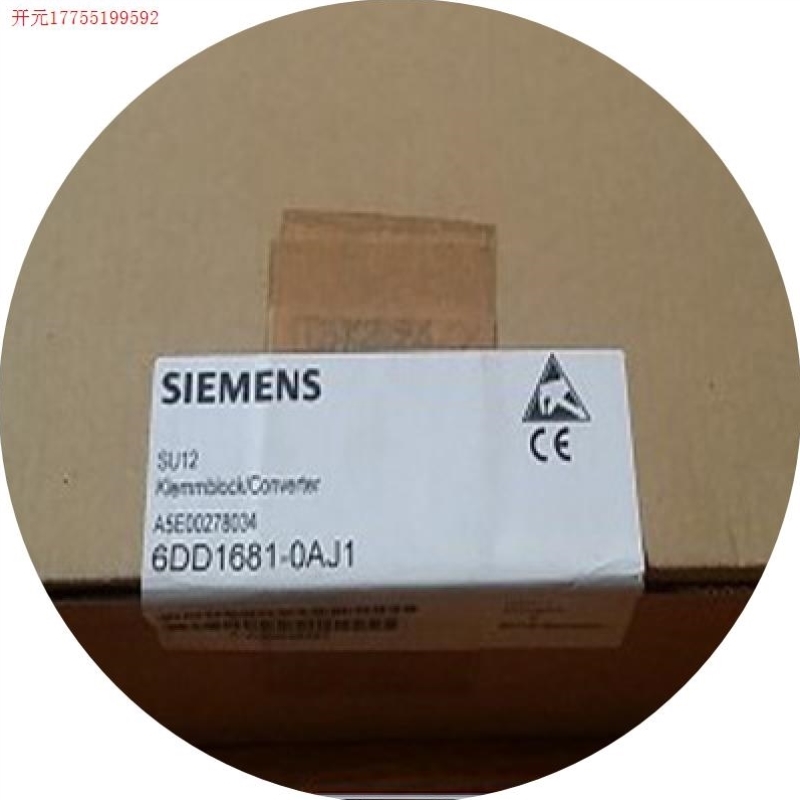 开元17755199592
SIEMENS
CE
SU12
Klemmblock/Converter
A5E00278034
6DD1681-0AJ1